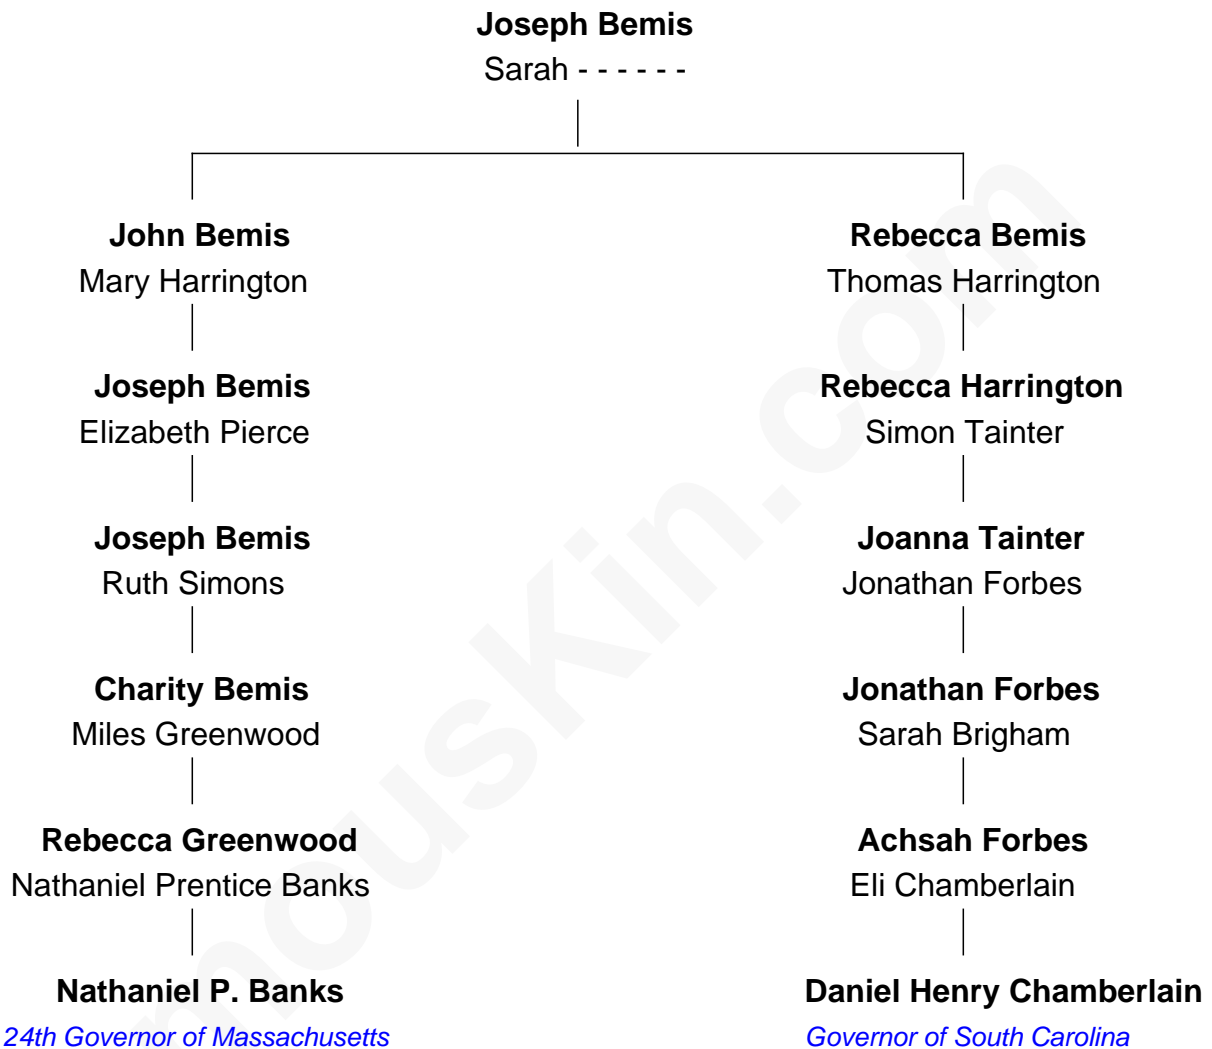 Joseph Bemis
Sarah - - - - - -
John Bemis
Mary Harrington
Rebecca Bemis
Thomas Harrington
Joseph Bemis
Elizabeth Pierce
Rebecca Harrington
Simon Tainter
Joseph Bemis
Ruth Simons
Joanna Tainter
Jonathan Forbes
Charity Bemis
Miles Greenwood
Jonathan Forbes
Sarah Brigham
Rebecca Greenwood
Nathaniel Prentice Banks
Achsah Forbes
Eli Chamberlain
Nathaniel P. Banks
24th Governor of Massachusetts
Daniel Henry Chamberlain
Governor of South Carolina
mousKin.com